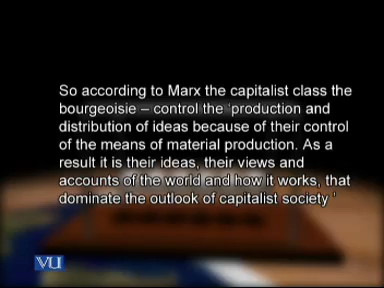 So according to Marx the capitalist class the
bourgeoisie – control the 'production and
distribution of ideas because of their control
of the means of material production. As a
result it is their ideas, their views and
accounts of the world and how it works, that
dominate the outlook of capitalist society '
VU